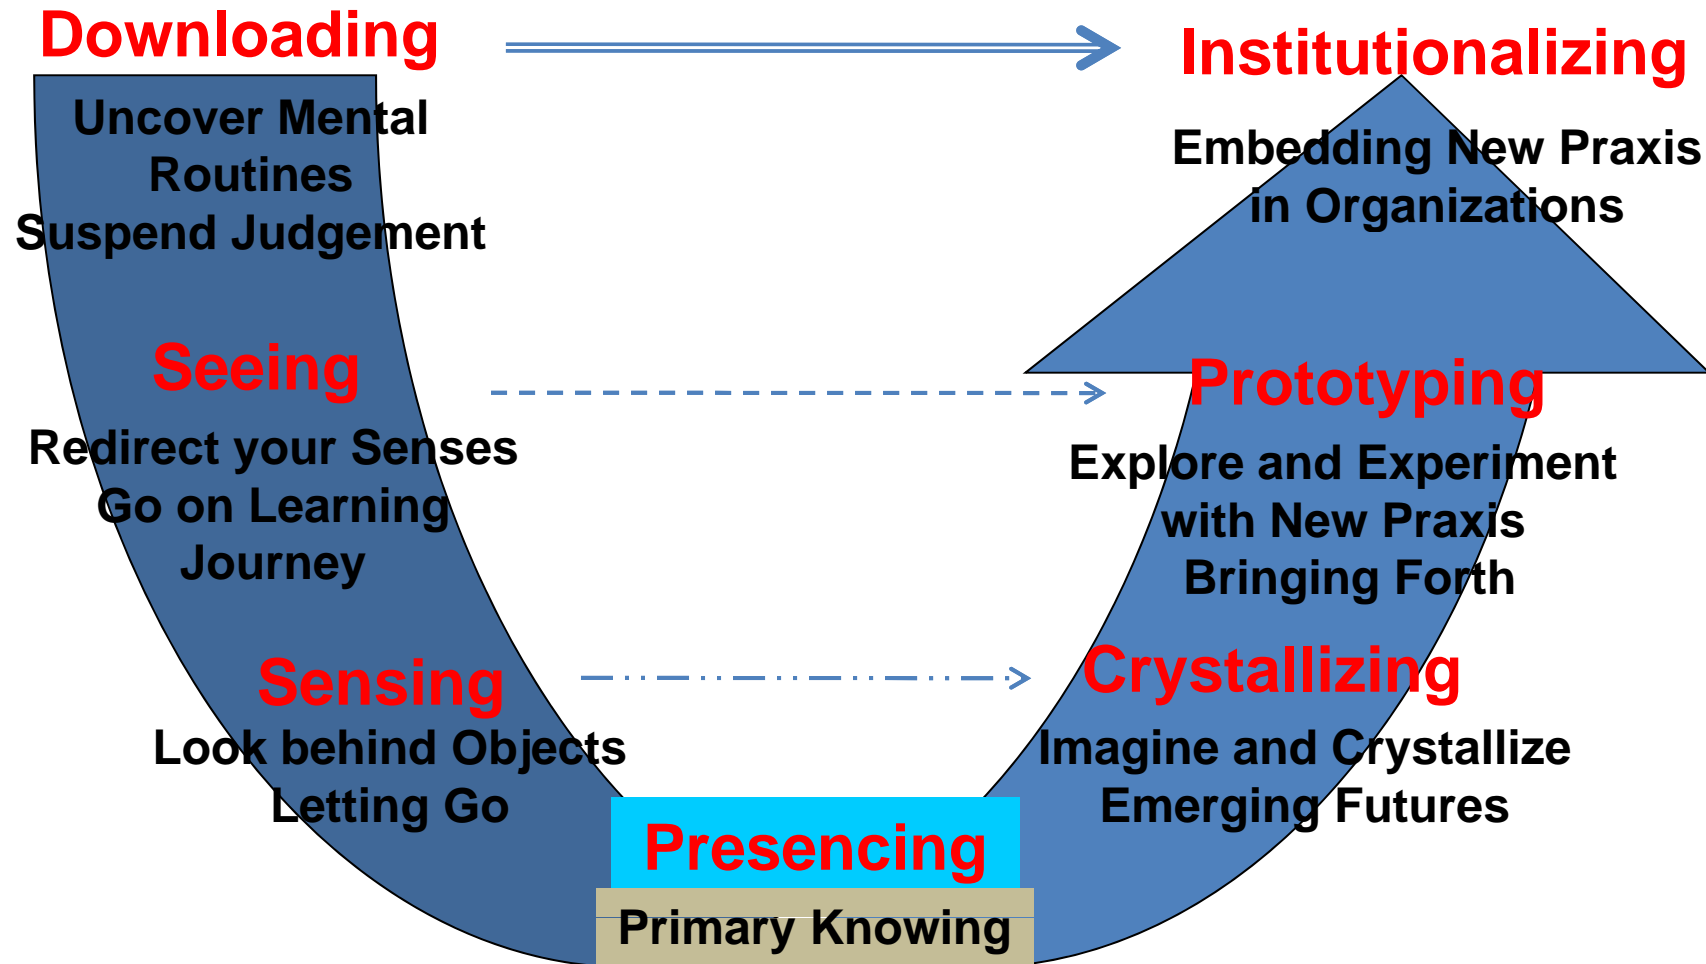 Downloading
Uncover Mental
Routines
Suspend Judgement
Seeing
Redirect your Senses
Go on Learning
Journey
Sensing
Look behind Objects
Letting Go
Presencing
Primary Knowing
Crystallizing
Imagine and Crystallize
Emerging Futures
Prototyping
Explore and Experiment
with New Praxis
Bringing Forth
Institutionalizing
Embedding New Praxis
in Organizations